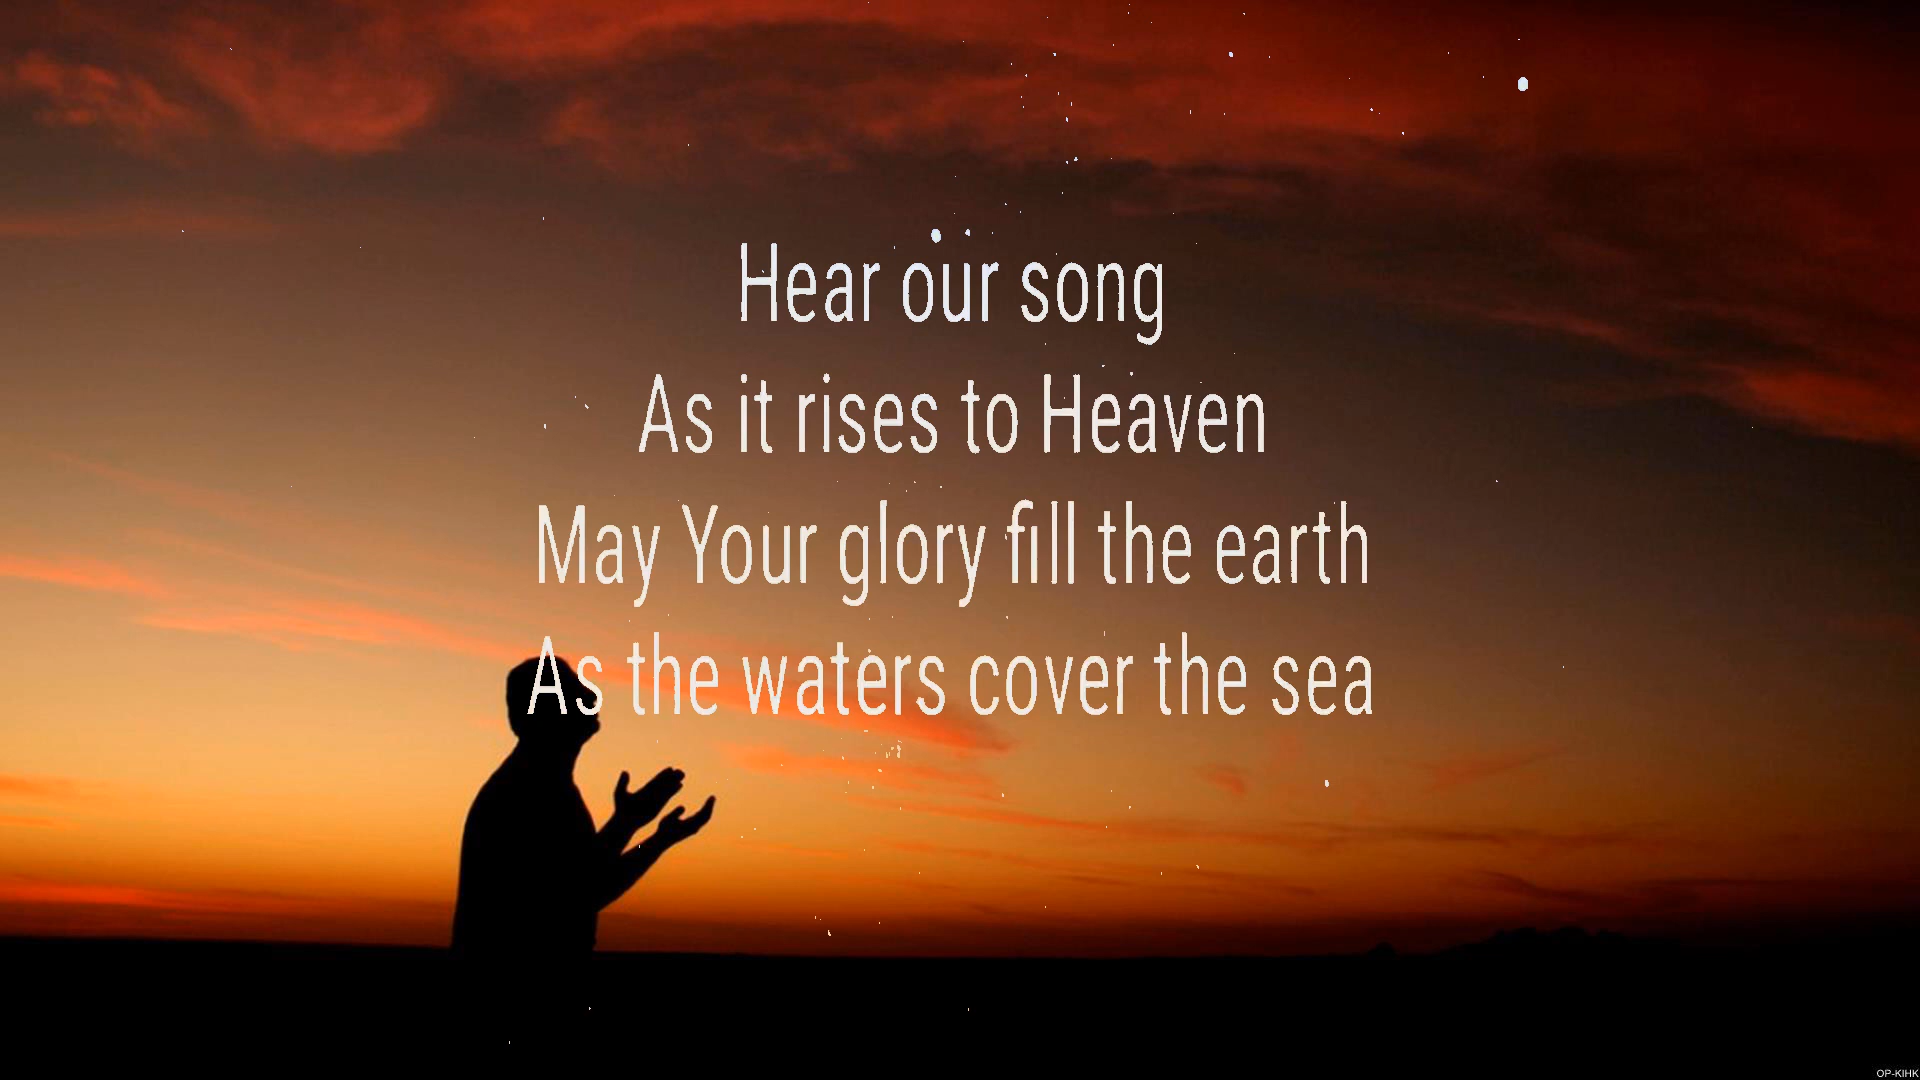 Hear our song
As it rises to Heaven
May Your glory fill the earth
As the waters cover the sea
OP-KIHK